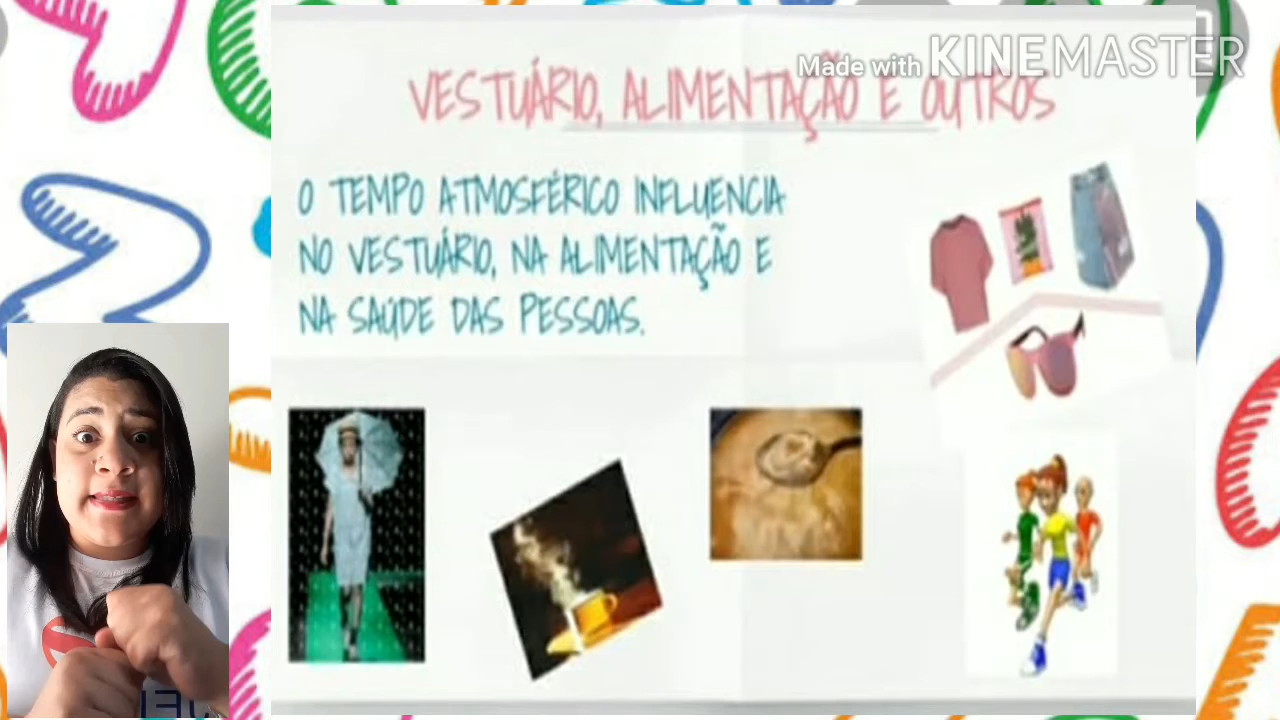 Made with KINEMASTER
VESTUÁRIO, ALIMENTAÇÃO E OUTROS
O TEMPO ATMOSFÉRICO INFLUENCIA
NO VESTUÁRIO, NA ALIMENTAÇÃO E
NA SAÚDE DAS PESSOAS.